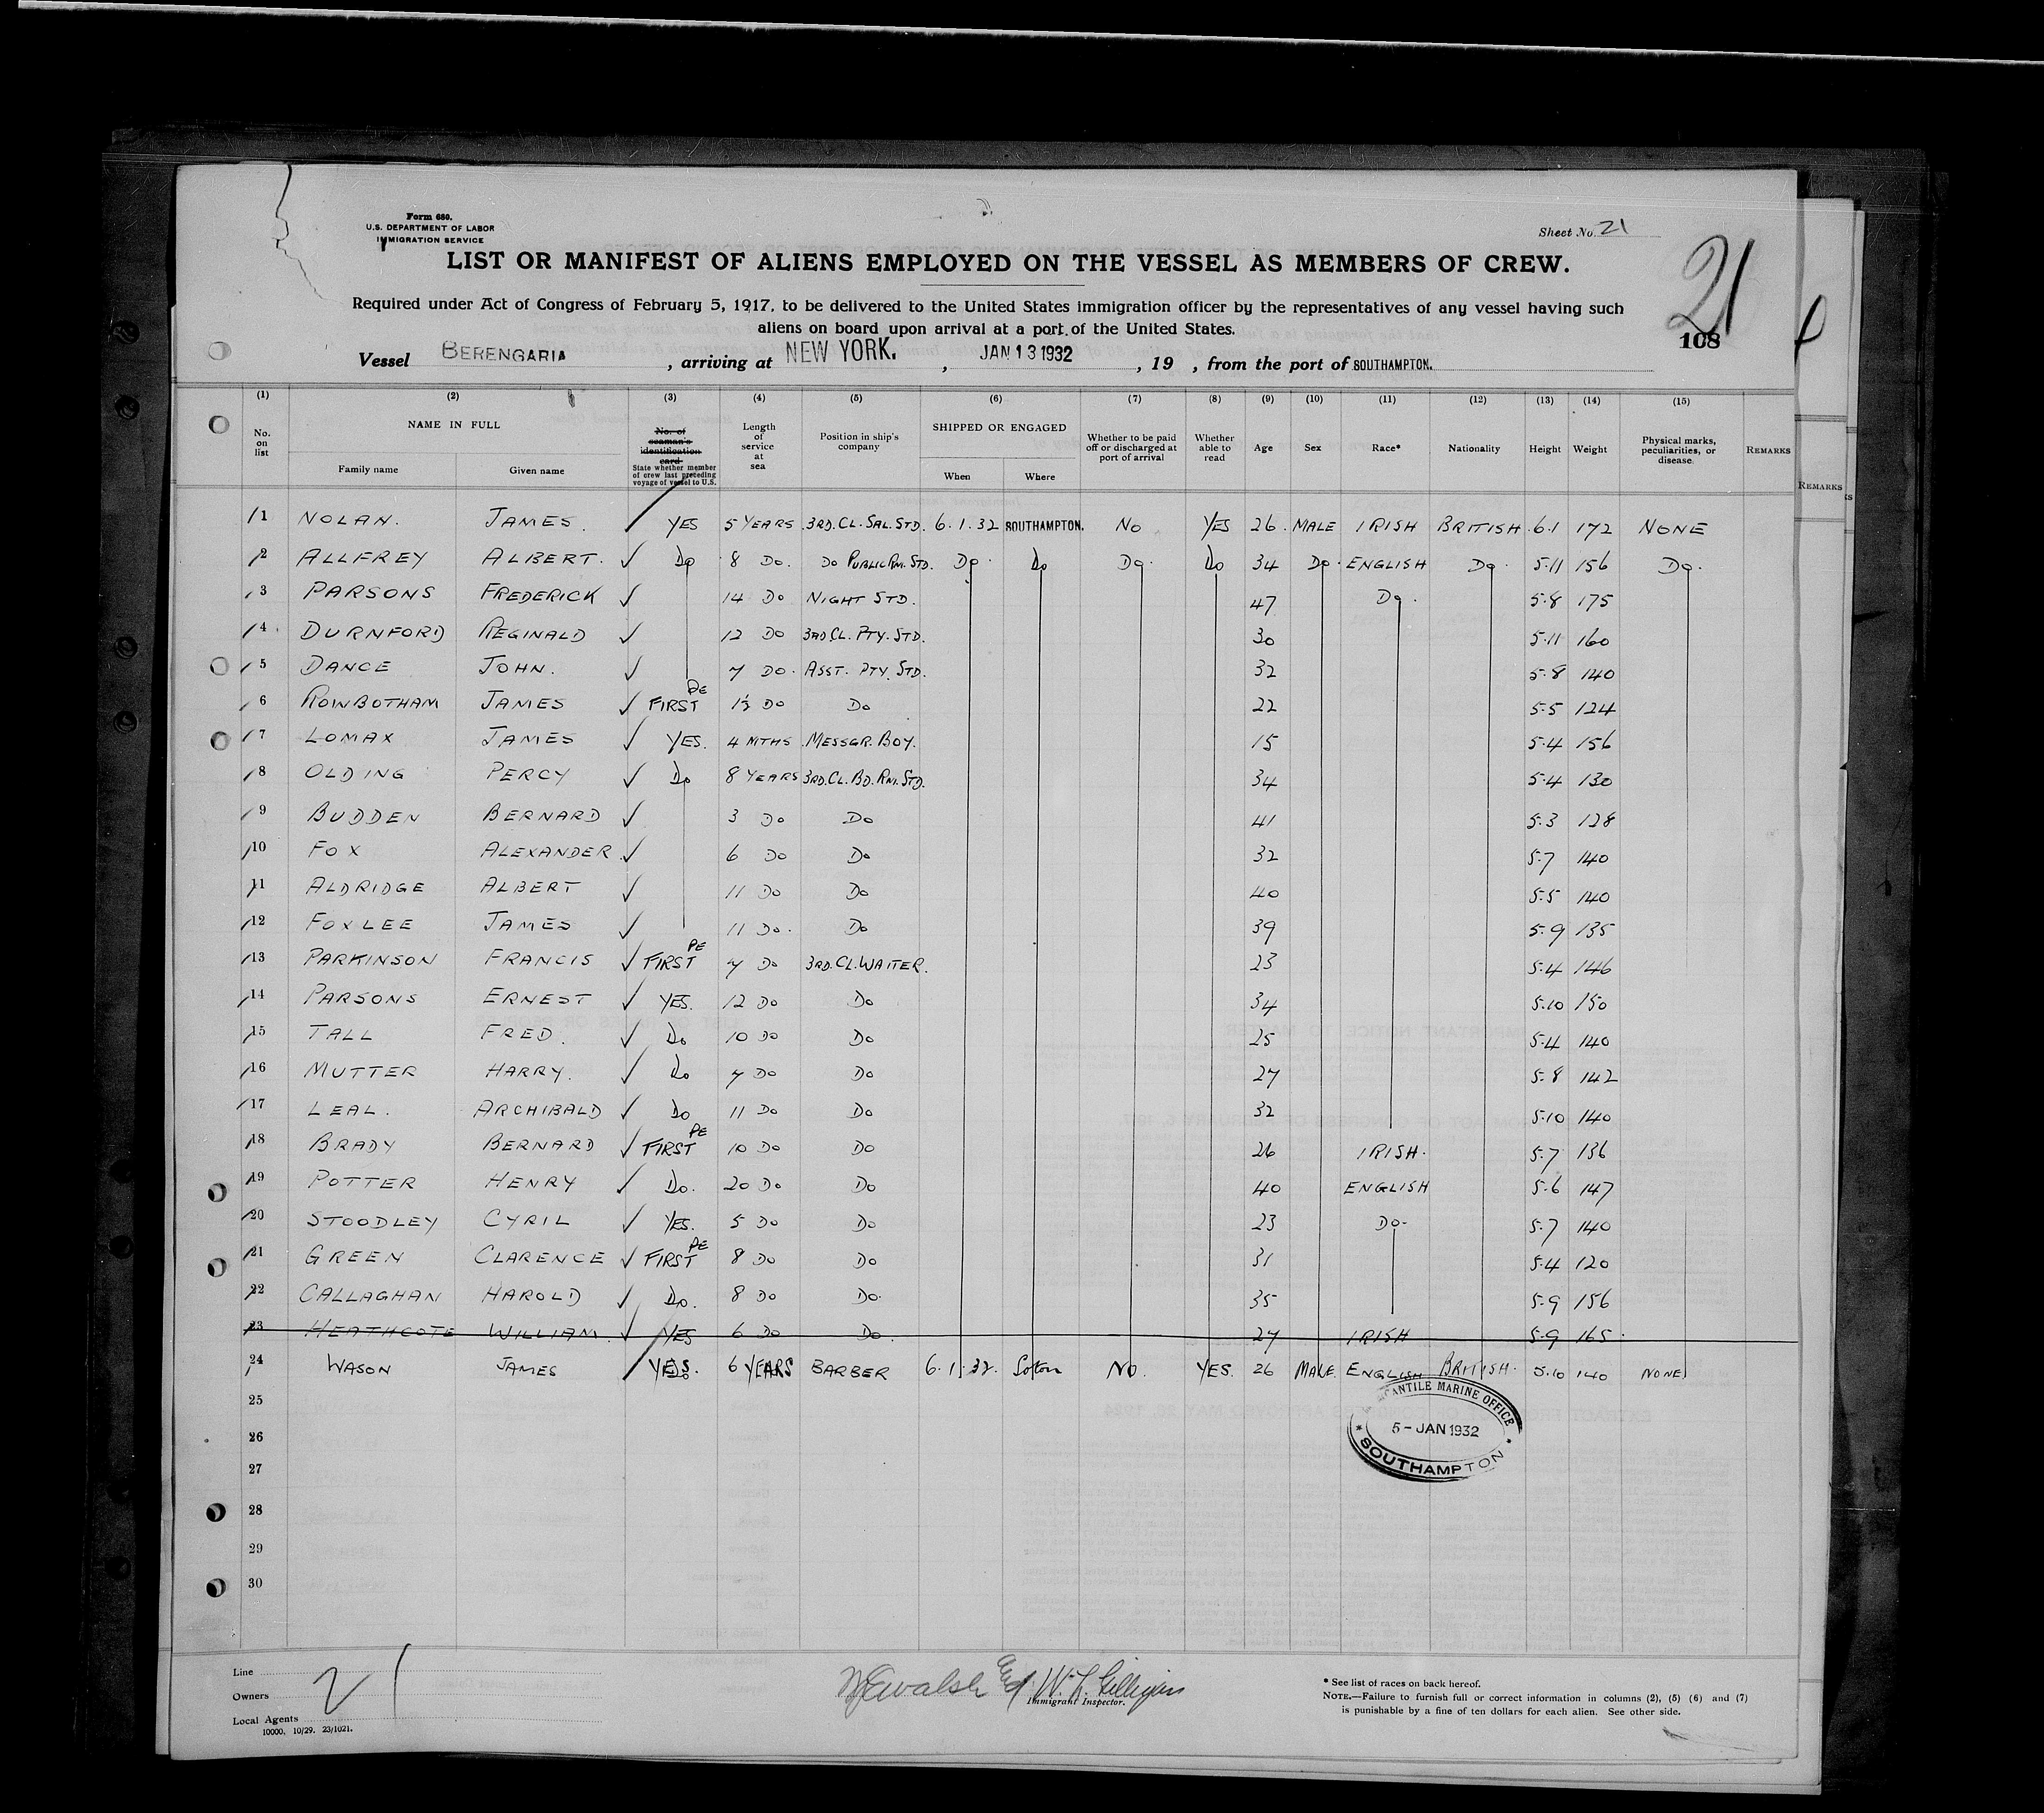 Form 680.
U.S. DEPARTMENT OF LABOR
IMMIGRATION SERVICE
Sheet No. 21
21
LIST OR MANIFEST OF ALIENS EMPLOYED ON THE VESSEL AS MEMBERS OF CREW.
Required under Act of Congress of February 5, 1917, to be delivered to the United States immigration officer by the representatives of any vessel having such
aliens on board upon arrival at a port of the United States.
108
Vessel BERENGARIA, arriving at NEW YORK., JAN 13 1932, 19 , from the port of SOUTHAMPTON.
(1) (2) (3) (4) (5) (6) (7) (8) (9) (10) (11) (12) (13) (14) (15)
No. on list NAME IN FULL Family name Given name No. of seaman's identification card State whether member of crew last preceding voyage of vessel to U.S. Length of service at sea Position in ship's company SHIPPED OR ENGAGED When Where Whether to be paid off or discharged at port of arrival Whether able to read Age Sex Race* Nationality Height Weight Physical marks, peculiarities, or disease. REMARKS
REMARKS
1 NOLAN. JAMES. YES 5 YEARS 3RD.CL.SAL.STD. 6.1.32 SOUTHAMPTON. NO YES 26 MALE IRISH BRITISH 6.1 172 NONE
2 ALLFREY ALBERT. Do 8 Do. Do PUBLIC RM. STD. Do Do Do Do 34 Do ENGLISH Do 5.11 156 Do
3 PARSONS FREDERICK 14 Do NIGHT STD. 47 Do. 5.8 175
4 DURNFORD REGINALD 12 Do 3RD CL. PTY. STD. 30 5.11 160
5 DANCE JOHN. 7 Do. ASST. PTY. STD. 32 5.8 140
6 ROWBOTHAM JAMES FIRST PE 1½ Do Do 22 5.5 124
7 LOMAX JAMES YES. 4 MTHS MESSGR. BOY. 15 5.4 156
8 OLDING PERCY Do 8 YEARS 3RD.CL.BD.RM.STD. 34 5.4 130
9 BUDDEN BERNARD 3 Do Do 41 5.3 128
10 FOX ALEXANDER 6 Do Do 32 5.7 140
11 ALDRIDGE ALBERT 11 Do Do 40 5.5 140
12 FOXLEE JAMES 11 Do. Do 39 5.9 135
13 PARKINSON FRANCIS FIRST PE 7 Do 3RD.CL.WAITER. 23 5.4 146
14 PARSONS ERNEST YES. 12 Do Do 34 5.10 150
15 TALL FRED. Do 10 Do Do 25 5.4 140
16 MUTTER HARRY. Do 7 Do Do 27 5.8 142
17 LEAL. ARCHIBALD Do 11 Do Do 32 5.10 140
18 BRADY BERNARD FIRST PE 10 Do Do 26 IRISH. 5.7 136
19 POTTER HENRY Do. 20 Do Do 40 ENGLISH 5.6 147
20 STOODLEY CYRIL YES. 5 Do Do 23 Do. 5.7 140
21 GREEN CLARENCE FIRST PE 8 Do Do 31 5.4 120
22 CALLAGHAN HAROLD Do. 8 Do Do. 35 5.9 156
23 HEATHCOTE WILLIAM. YES 6 Do Do. 27 IRISH 5.9 165
24 WASON JAMES YES. 6 YEARS BARBER 6.1.32. Soton NO. YES. 26 MALE ENGLISH BRITISH. 5.10 140 NONE
25
26
27
28
29
30
MERCANTILE MARINE OFFICE
5 - JAN 1932
SOUTHAMPTON
Line
Owners
Local Agents
21
10000. 10/29. 23/1021.
Immigrant Inspector.
* See list of races on back hereof.
NOTE.—Failure to furnish full or correct information in columns (2), (5) (6) and (7)
is punishable by a fine of ten dollars for each alien. See other side.